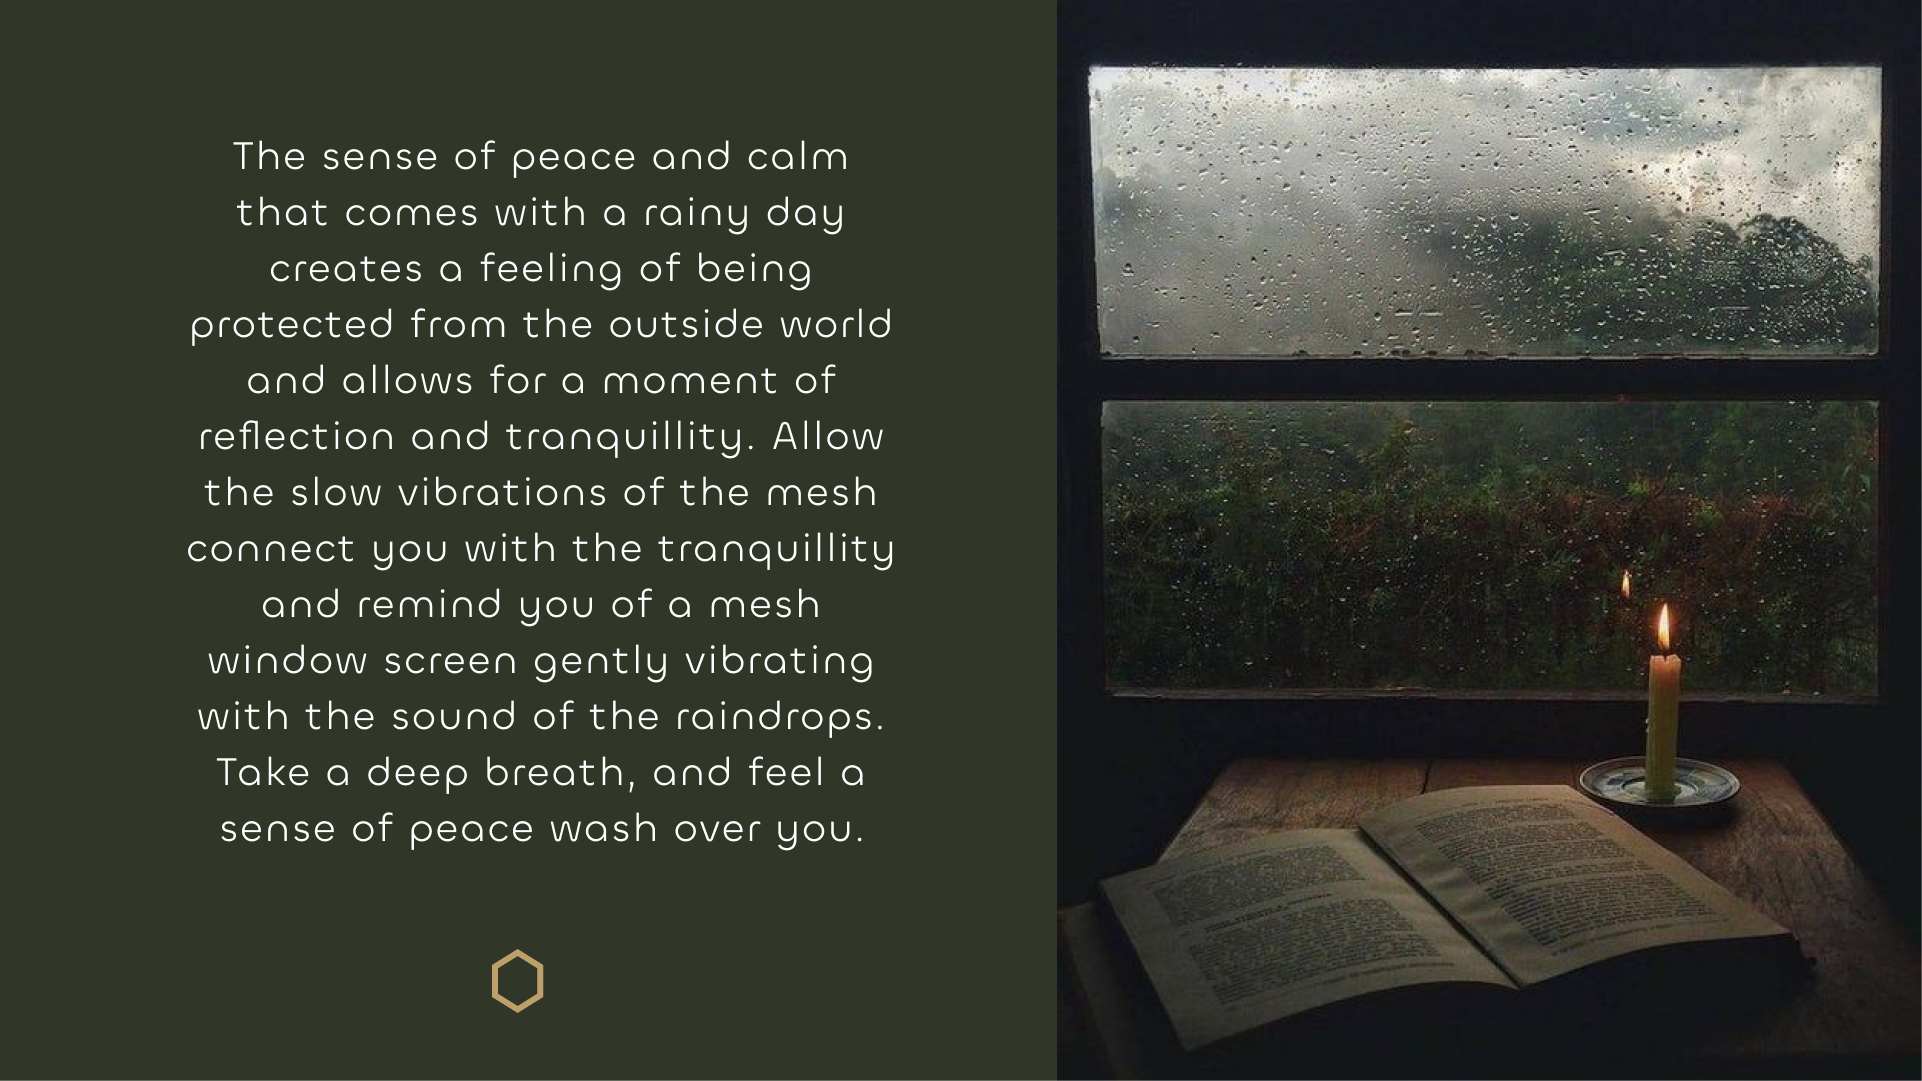 The sense of peace and calm
that comes with a rainy day
creates a feeling of being
protected from the outside world
and allows for a moment of
reflection and tranquillity. Allow
the slow vibrations of the mesh
connect you with the tranquillity
and remind you of a mesh
window screen gently vibrating
with the sound of the raindrops.
Take a deep breath, and feel a
sense of peace wash over you.